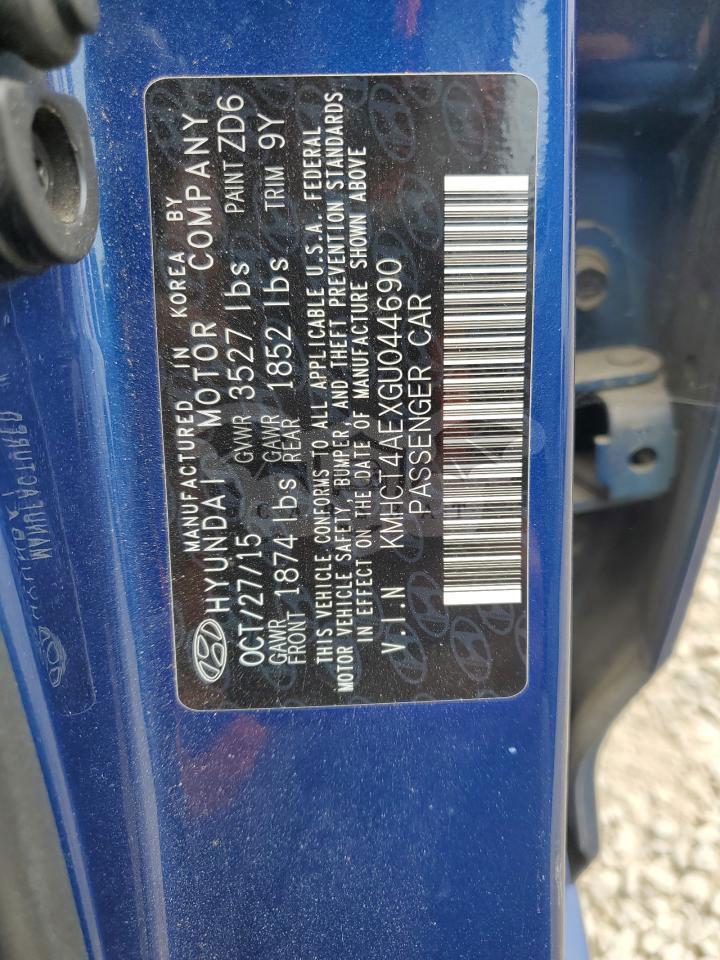 MANUFACTURED IN KOREA BY
HYUNDAI MOTOR COMPANY
OCT/27/15 GVWR 3527 lbs PAINT ZD6
GAWR FRONT 1874 lbs GAWR REAR 1852 lbs TRIM 9Y
THIS VEHICLE CONFORMS TO ALL APPLICABLE U.S.A. FEDERAL
MOTOR VEHICLE SAFETY, BUMPER, AND THEFT PREVENTION STANDARDS
IN EFFECT ON THE DATE OF MANUFACTURE SHOWN ABOVE
V.I.N KMHCT4AEXGU044690
PASSENGER CAR